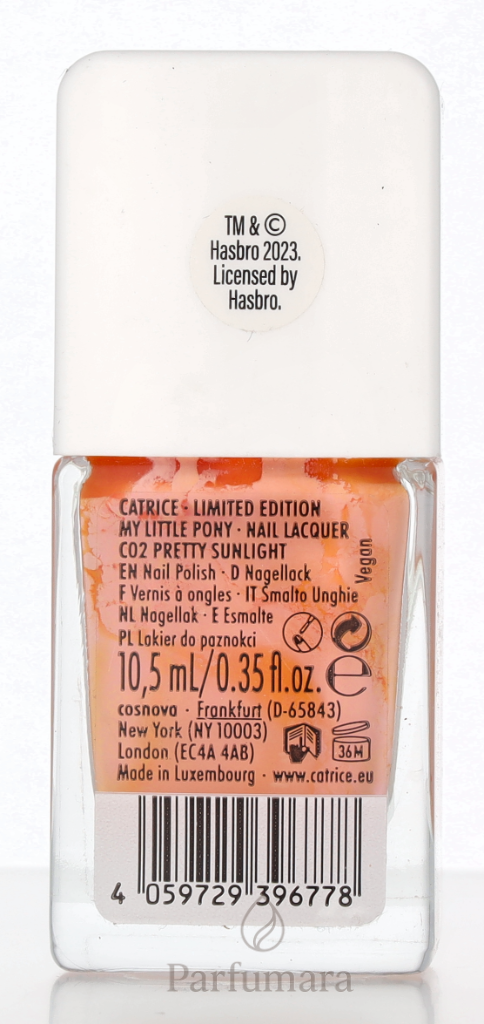 TM & ©
Hasbro 2023.
Licensed by
Hasbro.
CATRICE · LIMITED EDITION
MY LITTLE PONY · NAIL LACQUER
C02 PRETTY SUNLIGHT
EN Nail Polish · D Nagellack
F Vernis à ongles · IT Smalto Unghie
NL Nagellak · E Esmalte
PL Lakier do paznokci
Vegan
10,5 mL/0.35 fl.oz. e
cosnova · Frankfurt (D-65843)
New York (NY 10003)
London (EC4A 4AB)
36M
Made in Luxembourg · www.catrice.eu
4 059729 396778
Parfumara